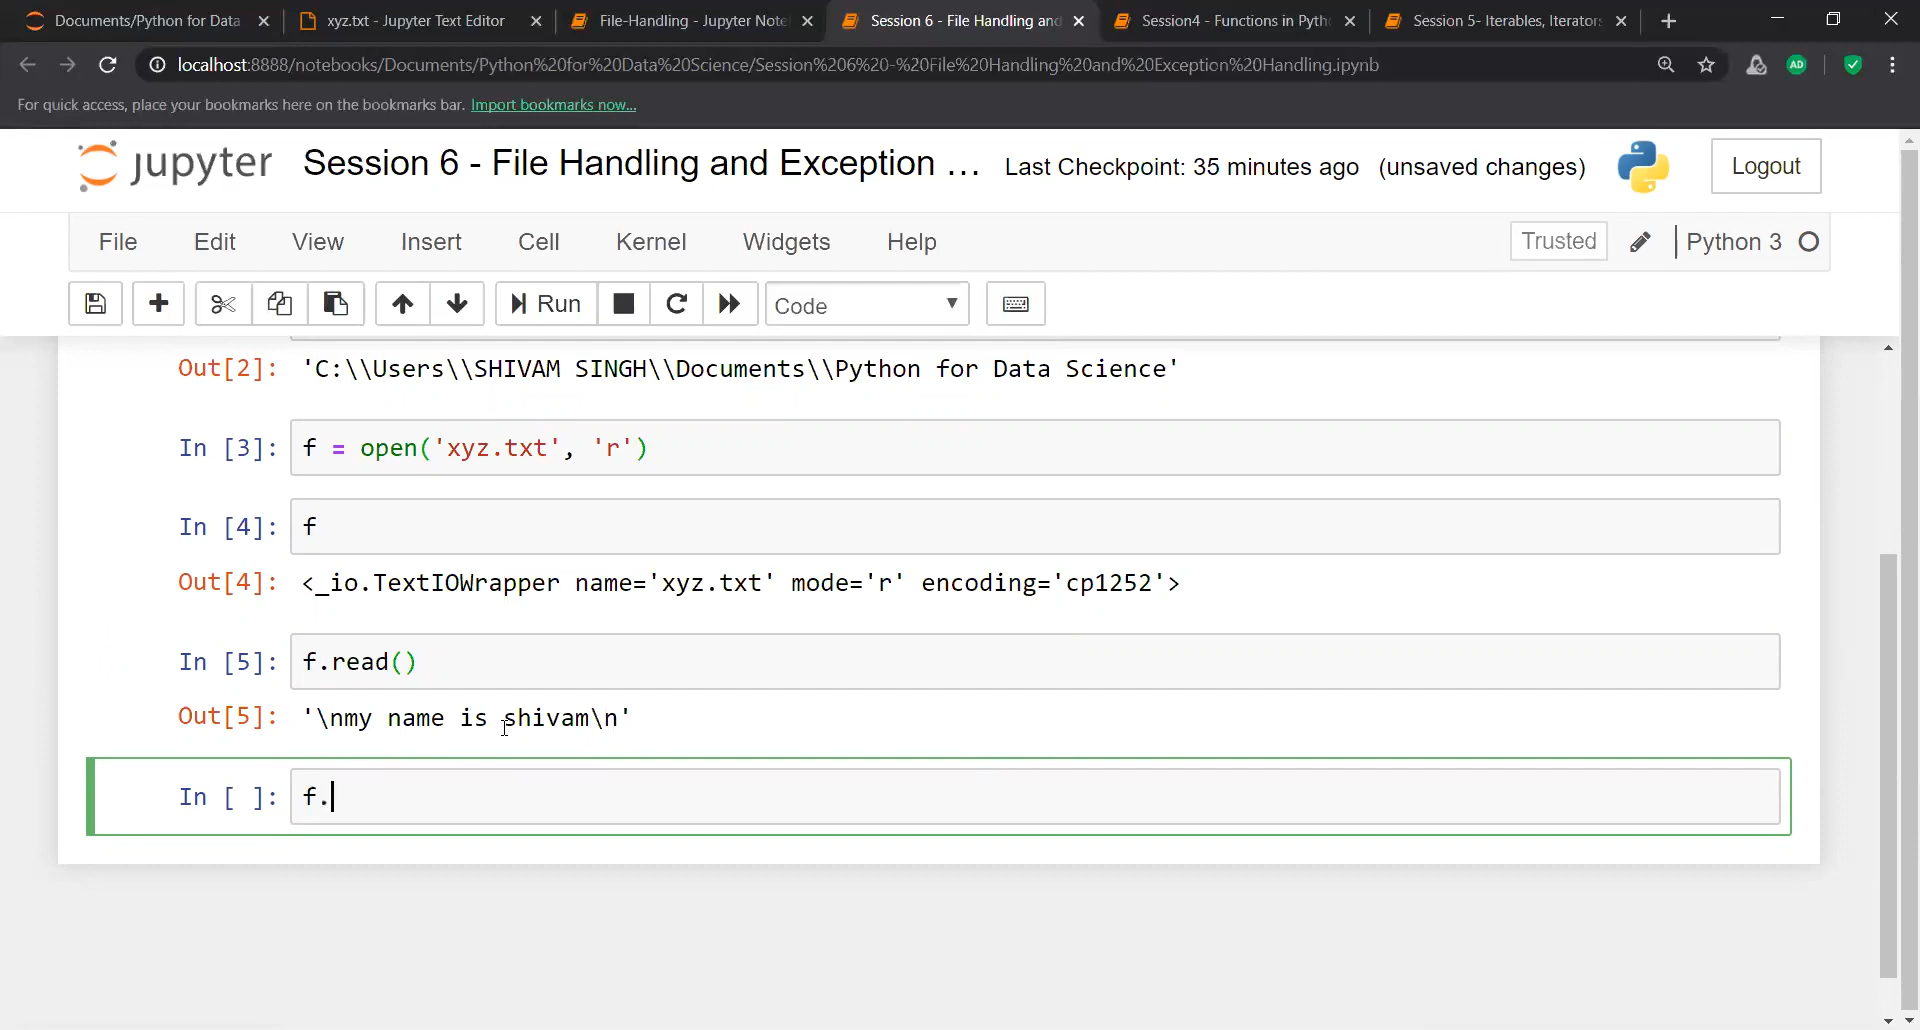 Documents/Python for Data
xyz.txt - Jupyter Text Editor
File-Handling - Jupyter Note
Session 6 - File Handling and
Session4 - Functions in Pyth
Session 5- Iterables, Iterators
localhost:8888/notebooks/Documents/Python%20for%20Data%20Science/Session%206%20-%20File%20Handling%20and%20Exception%20Handling.ipynb
AD
For quick access, place your bookmarks here on the bookmarks bar. Import bookmarks now...
jupyter Session 6 - File Handling and Exception ... Last Checkpoint: 35 minutes ago (unsaved changes) Logout
File Edit View Insert Cell Kernel Widgets Help Trusted Python 3
Run Code
Out[2]: 'C:\\Users\\SHIVAM SINGH\\Documents\\Python for Data Science'
In [3]: f = open('xyz.txt', 'r')
In [4]: f
Out[4]: <_io.TextIOWrapper name='xyz.txt' mode='r' encoding='cp1252'>
In [5]: f.read()
Out[5]: '\nmy name is shivam\n'
In [ ]: f.